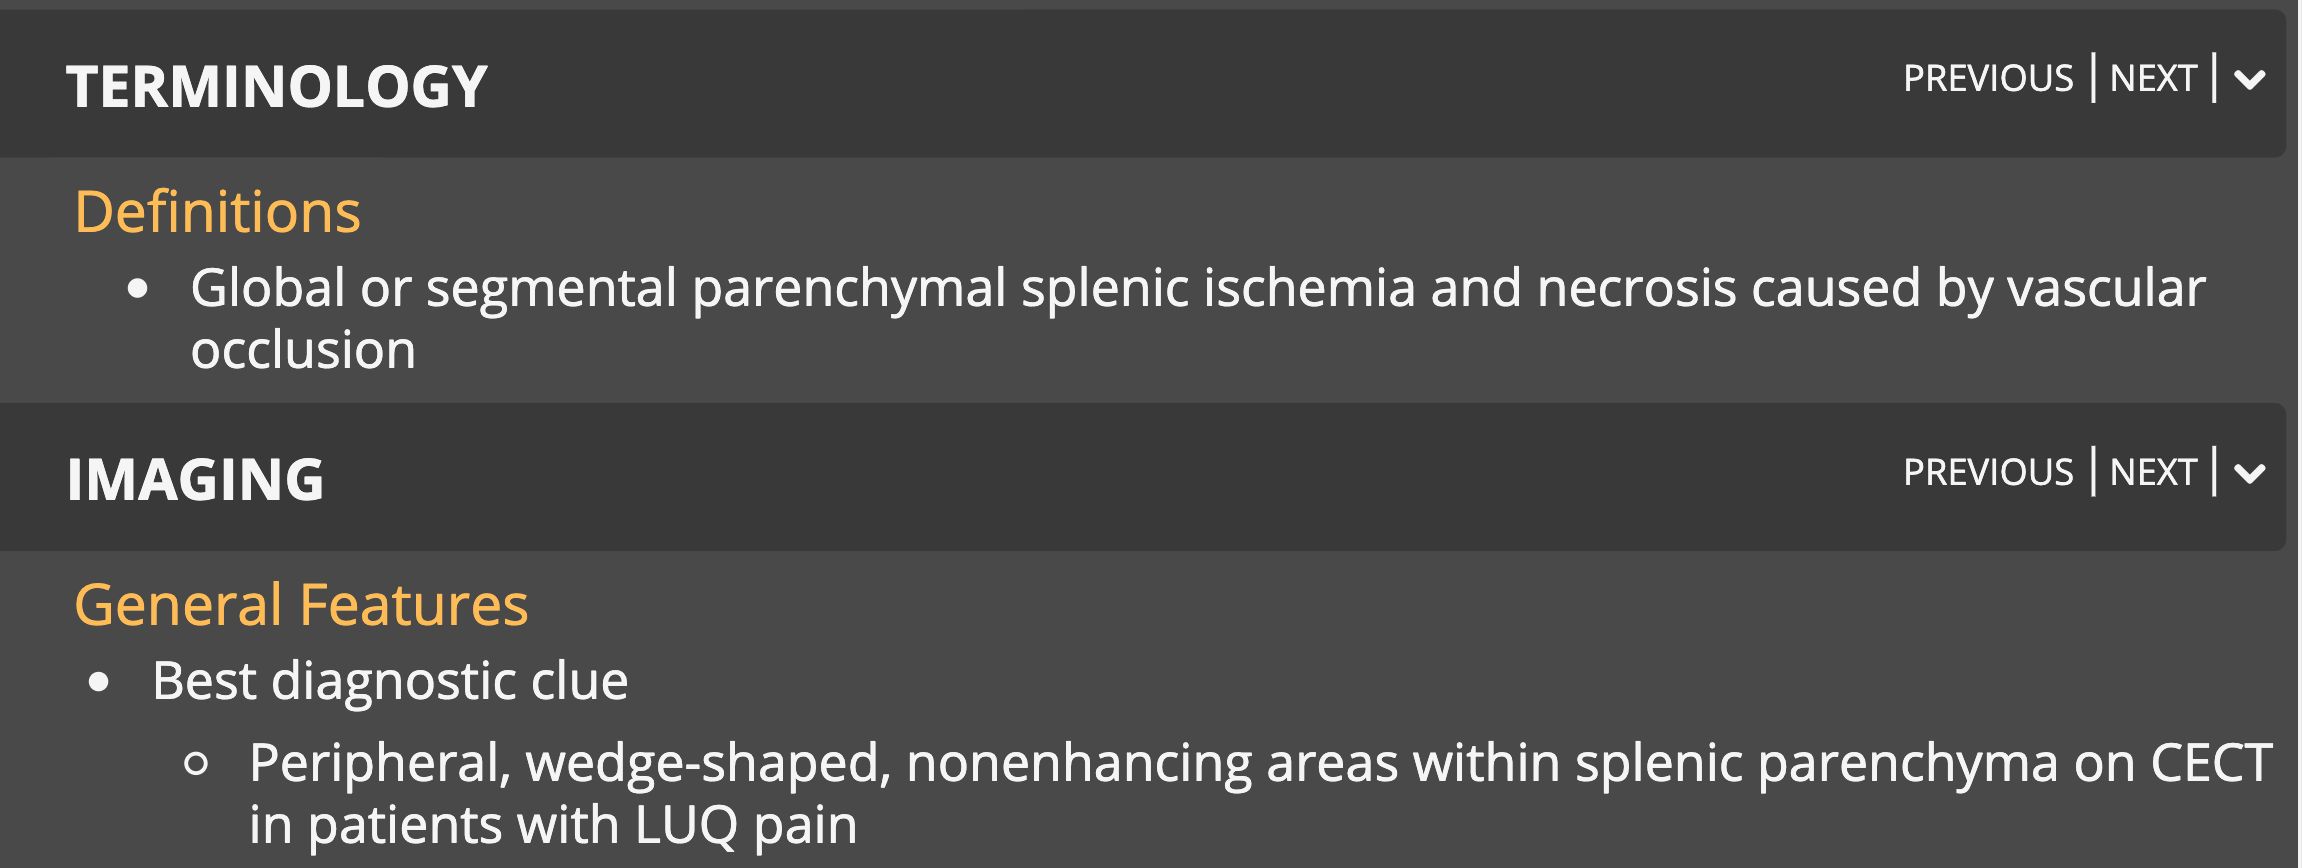 TERMINOLOGY
PREVIOUS | NEXT |
Definitions
• Global or segmental parenchymal splenic ischemia and necrosis caused by vascular
occlusion
IMAGING
PREVIOUS | NEXT |
General Features
• Best diagnostic clue
○ Peripheral, wedge-shaped, nonenhancing areas within splenic parenchyma on CECT
in patients with LUQ pain